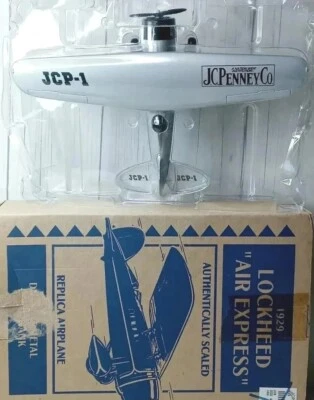 JCP-1
JCPENNEYCO
JCP-1
JCP-1
1929
LOCKHEED
"AIR EXPRESS"
AUTHENTICALLY SCALED
REPLICA AIRPLANE